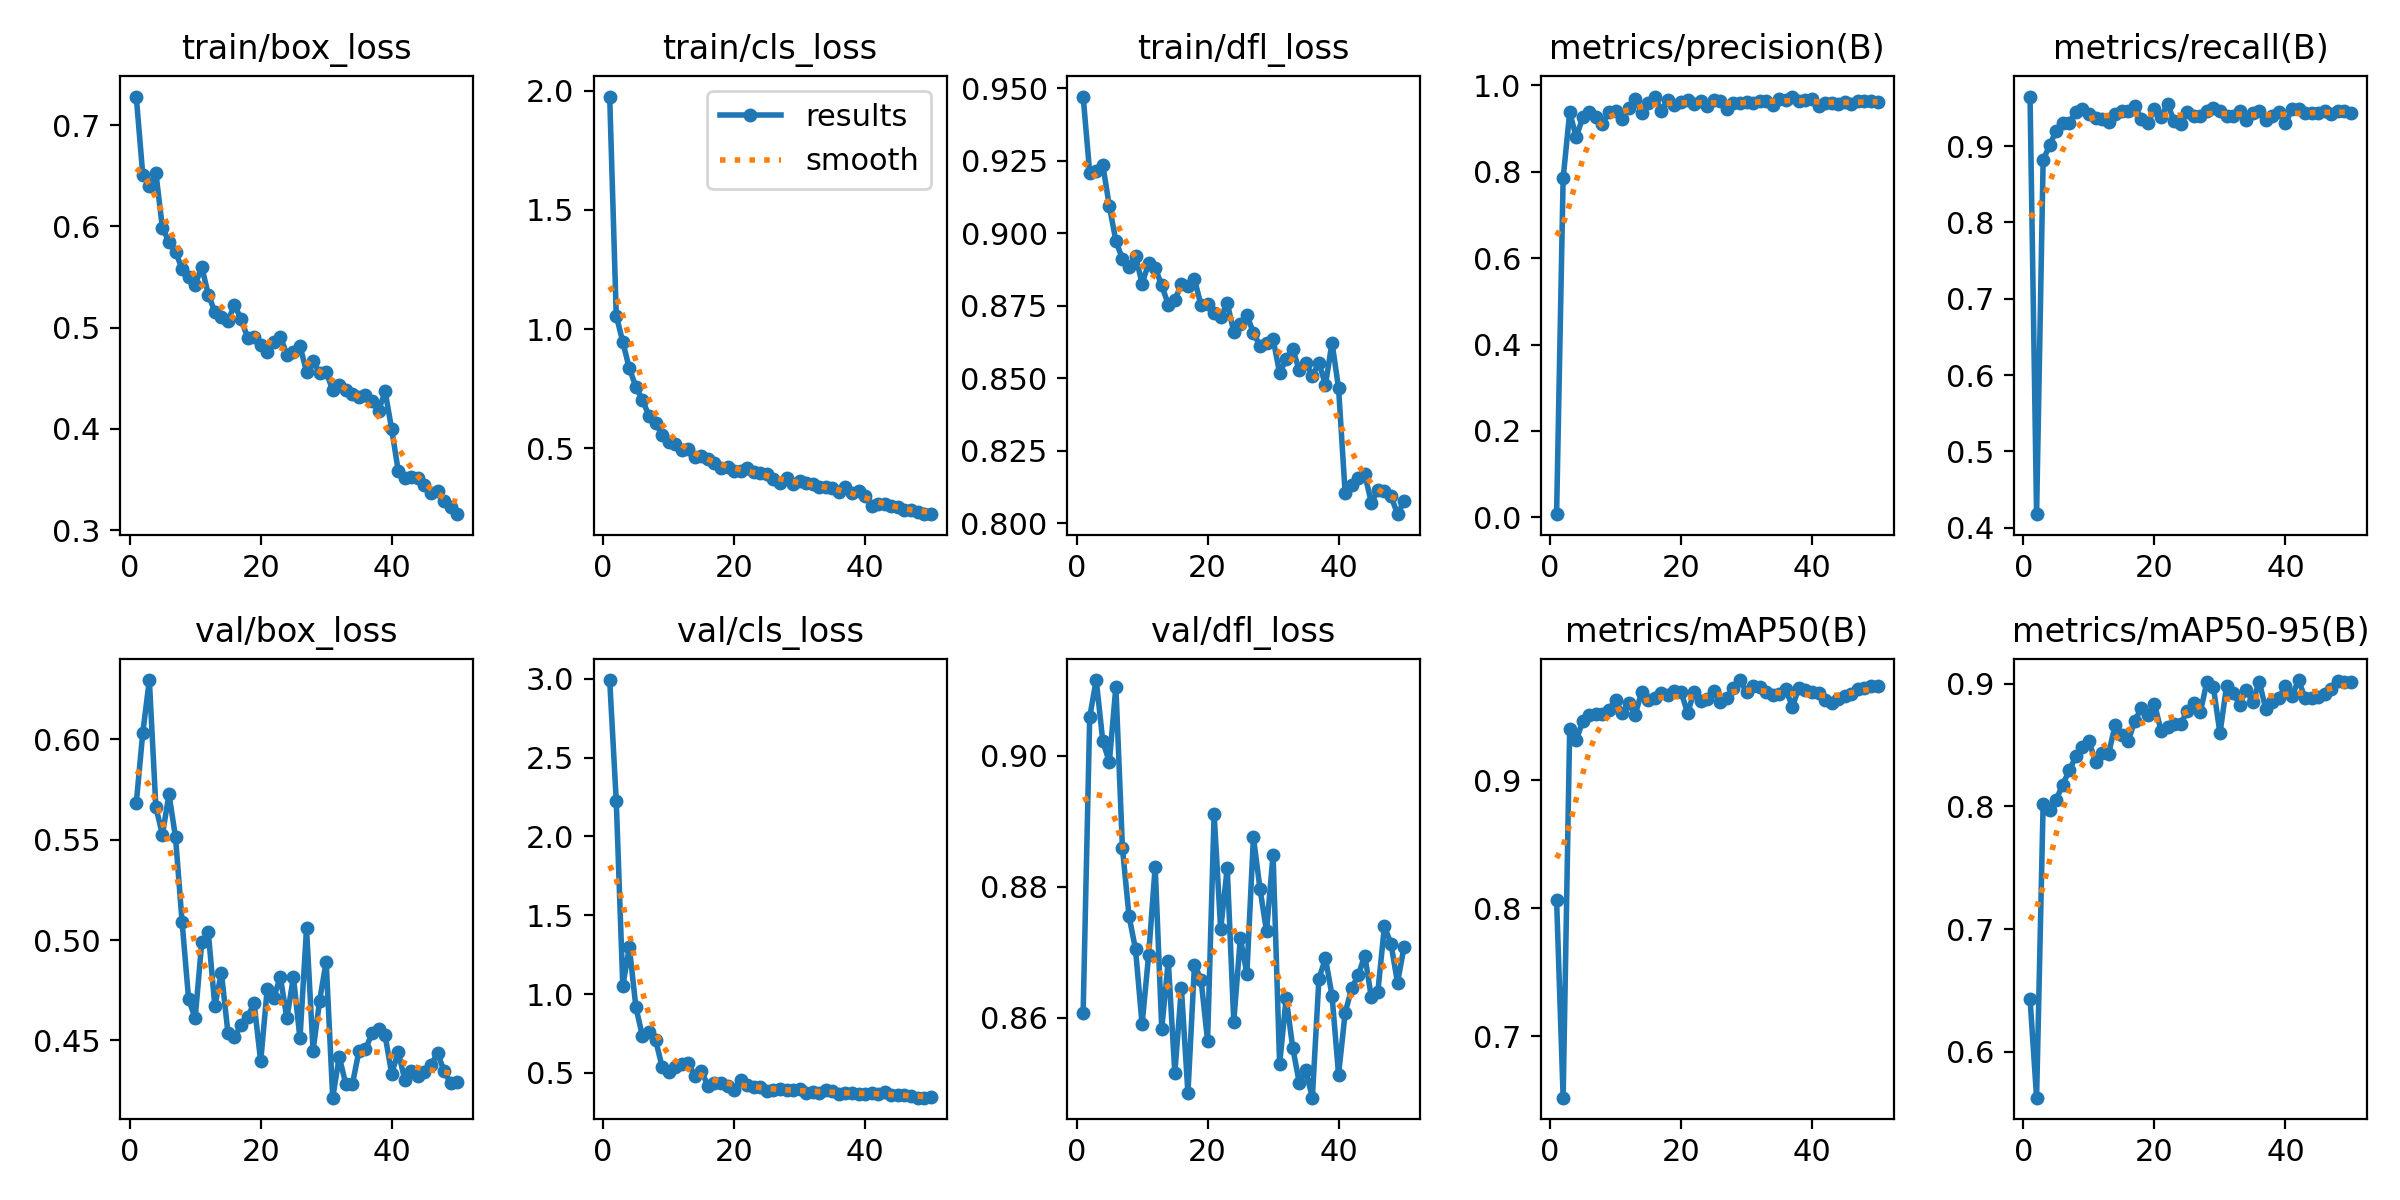 train/box_loss
train/cls_loss
train/dfl_loss
metrics/precision(B)
metrics/recall(B)
0.7
0.6
0.5
0.4
0.3
0 20 40
2.0
1.5
1.0
0.5
0 20 40
results
smooth
0.950
0.925
0.900
0.875
0.850
0.825
0.800
0 20 40
1.0
0.8
0.6
0.4
0.2
0.0
0 20 40
0.9
0.8
0.7
0.6
0.5
0.4
0 20 40
val/box_loss
val/cls_loss
val/dfl_loss
metrics/mAP50(B)
metrics/mAP50-95(B)
0.60
0.55
0.50
0.45
0 20 40
3.0
2.5
2.0
1.5
1.0
0.5
0 20 40
0.90
0.88
0.86
0 20 40
0.9
0.8
0.7
0 20 40
0.9
0.8
0.7
0.6
0 20 40